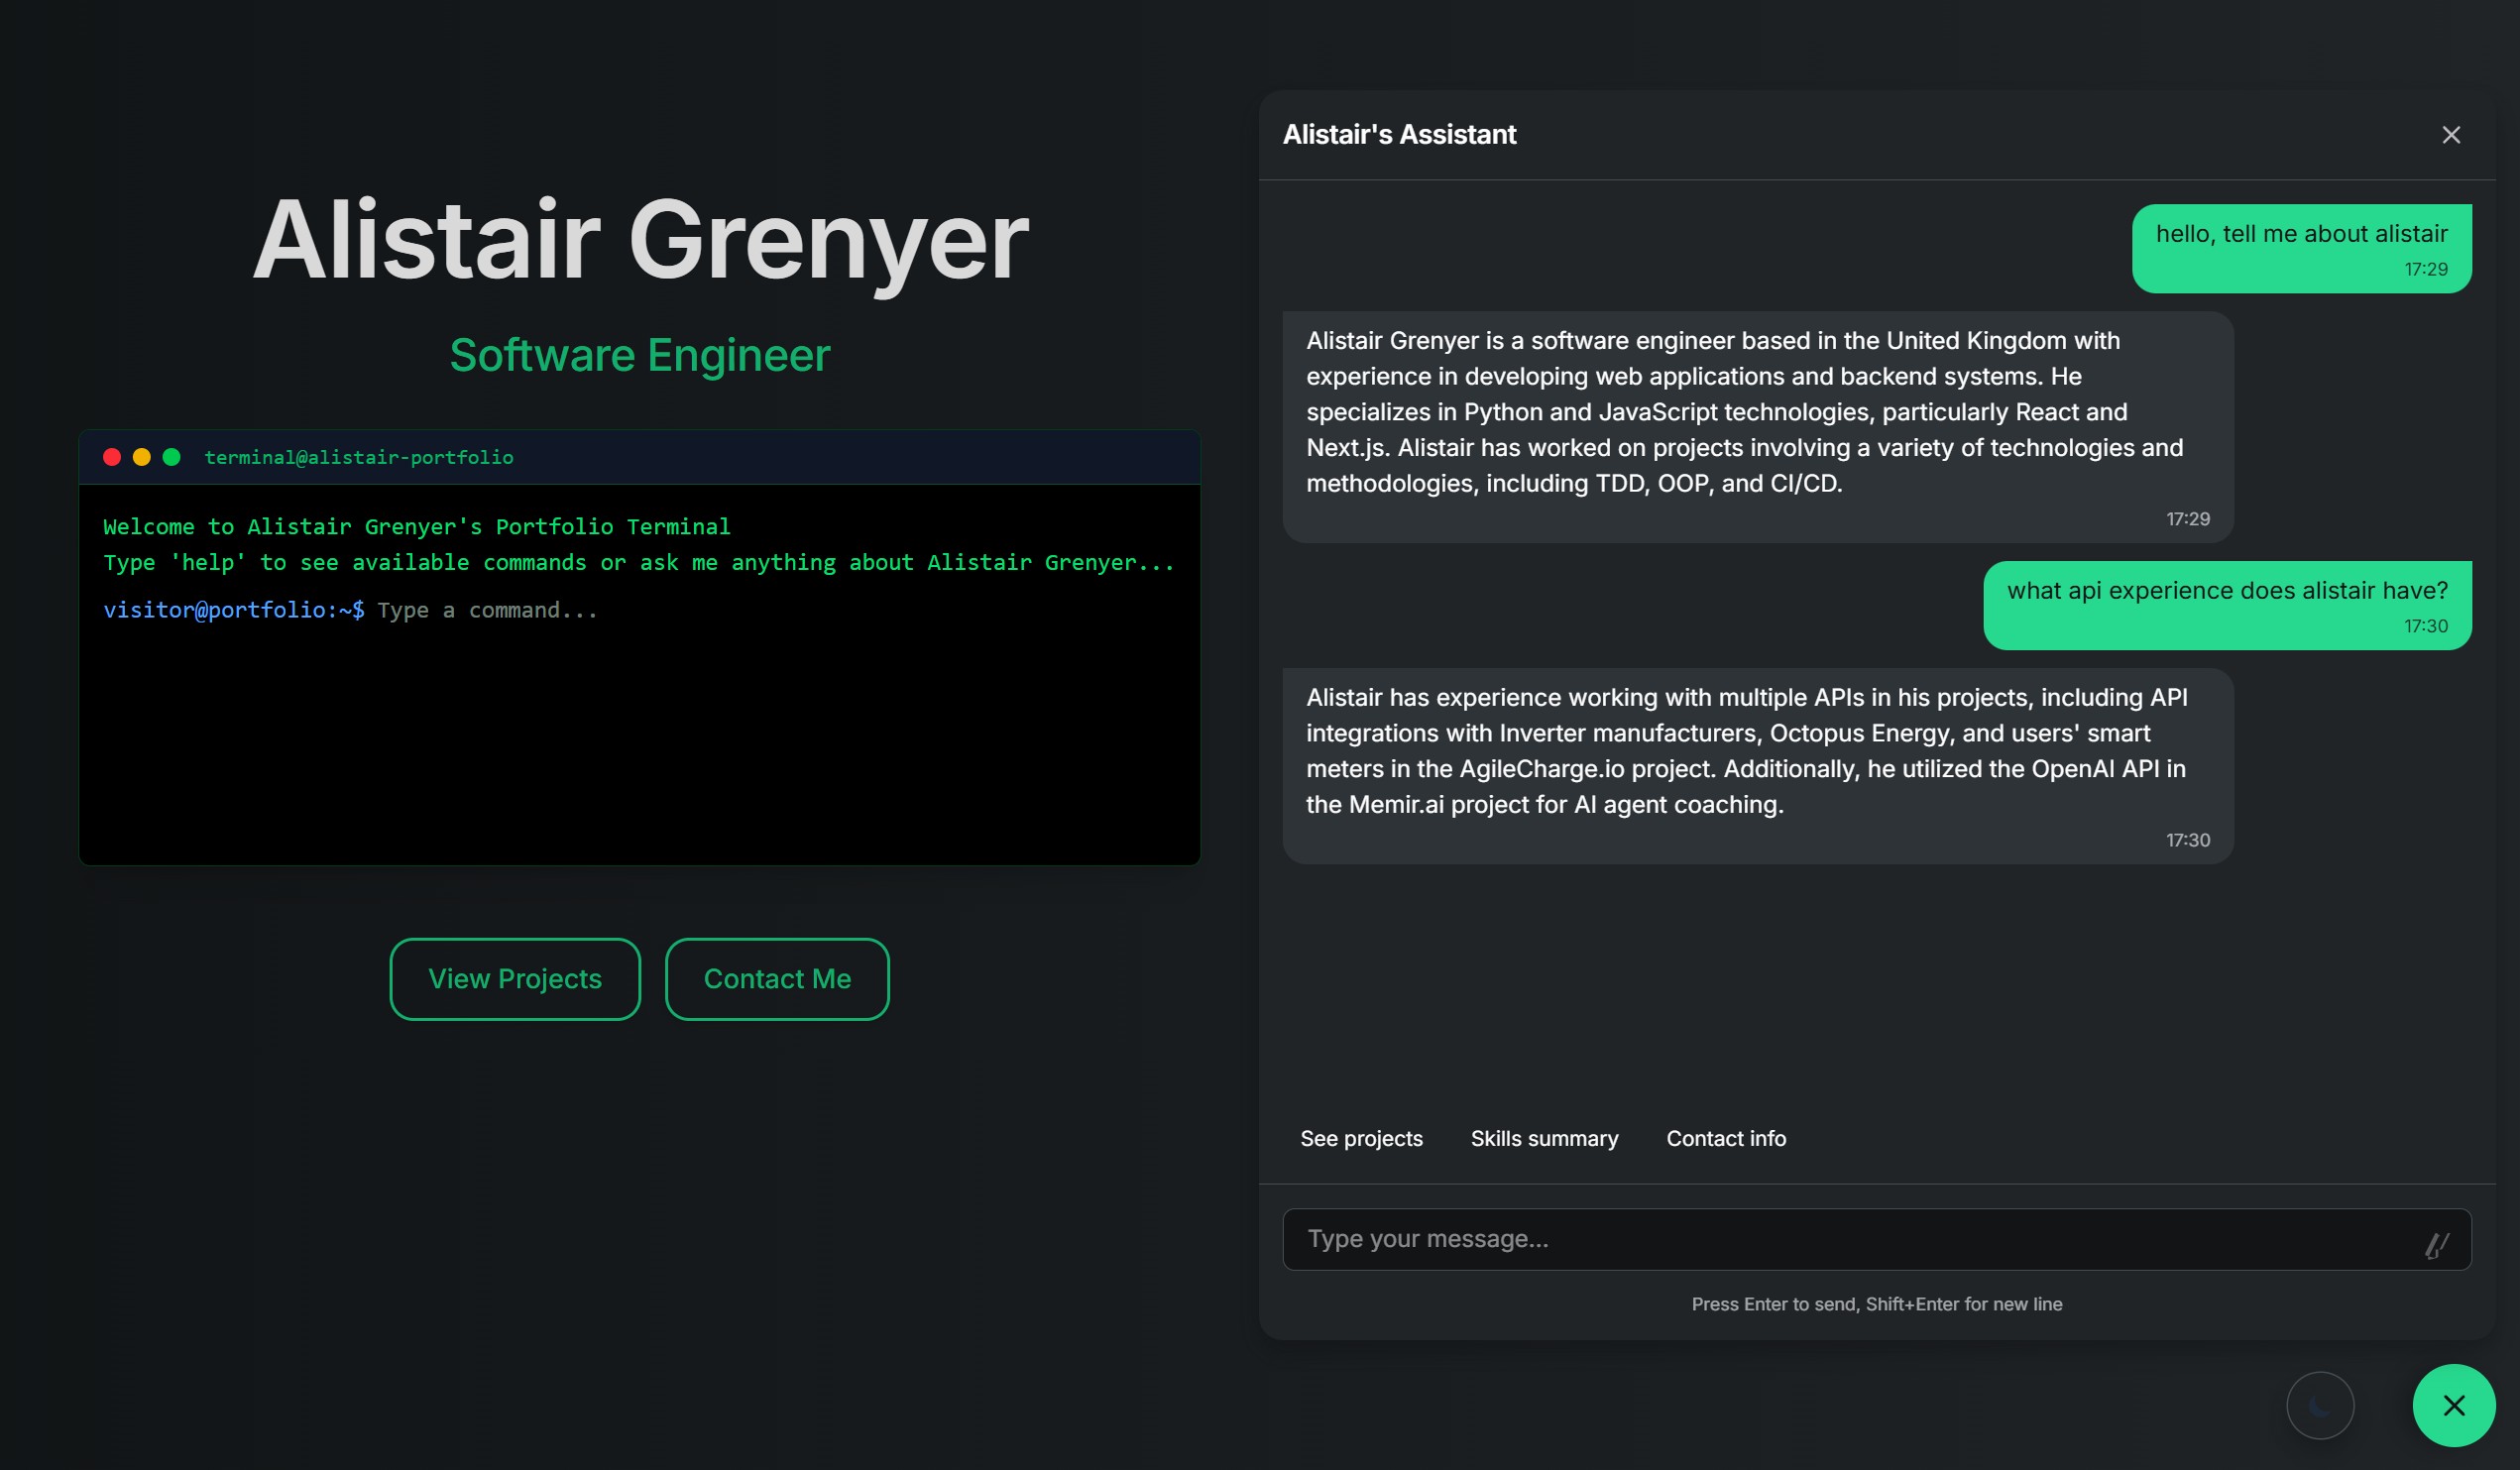 Alistair Grenyer
Software Engineer
terminal@alistair-portfolio
Welcome to Alistair Grenyer's Portfolio Terminal
Type 'help' to see available commands or ask me anything about Alistair Grenyer...
visitor@portfolio:~$ Type a command...
View Projects
Contact Me
Alistair's Assistant
hello, tell me about alistair
17:29
Alistair Grenyer is a software engineer based in the United Kingdom with
experience in developing web applications and backend systems. He
specializes in Python and JavaScript technologies, particularly React and
Next.js. Alistair has worked on projects involving a variety of technologies and
methodologies, including TDD, OOP, and CI/CD.
17:29
what api experience does alistair have?
17:30
Alistair has experience working with multiple APIs in his projects, including API
integrations with Inverter manufacturers, Octopus Energy, and users' smart
meters in the AgileCharge.io project. Additionally, he utilized the OpenAI API in
the Memir.ai project for AI agent coaching.
17:30
See projects
Skills summary
Contact info
Type your message...
Press Enter to send, Shift+Enter for new line